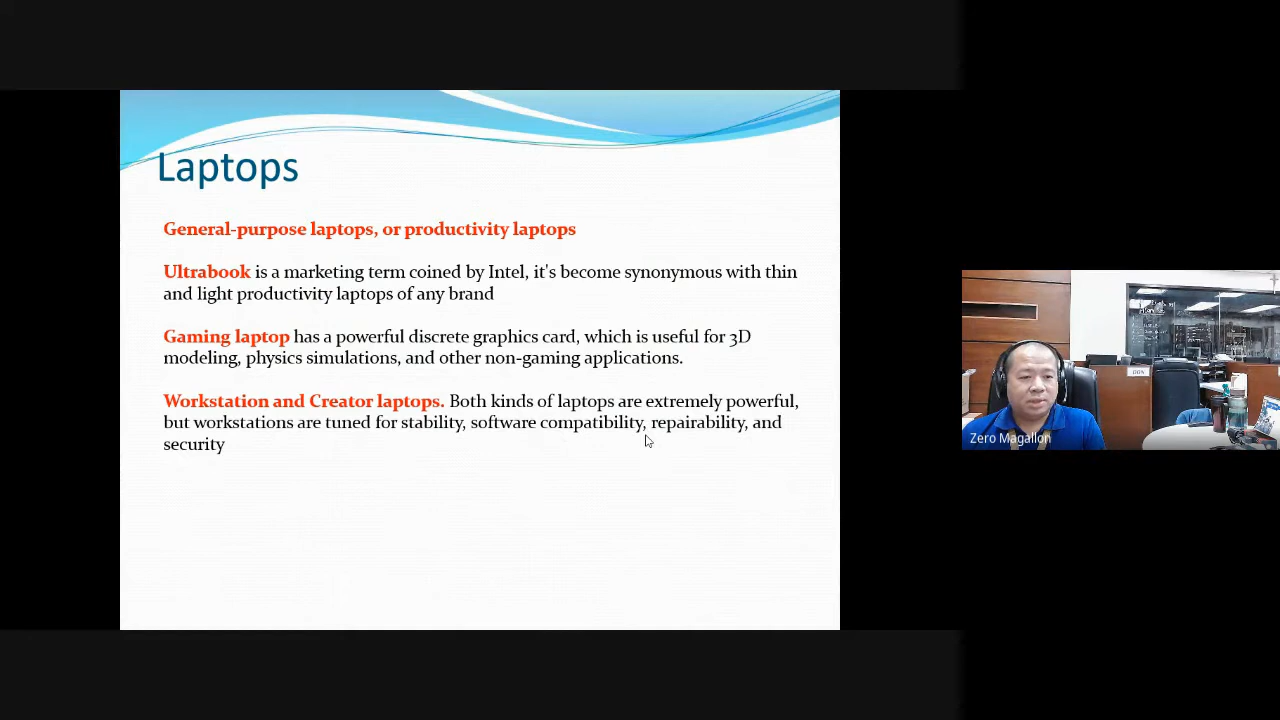 Laptops
General-purpose laptops, or productivity laptops
Ultrabook is a marketing term coined by Intel, it's become synonymous with thin
and light productivity laptops of any brand
Gaming laptop has a powerful discrete graphics card, which is useful for 3D
modeling, physics simulations, and other non-gaming applications.
Workstation and Creator laptops. Both kinds of laptops are extremely powerful,
but workstations are tuned for stability, software compatibility, repairability, and
security
Zero Magallon